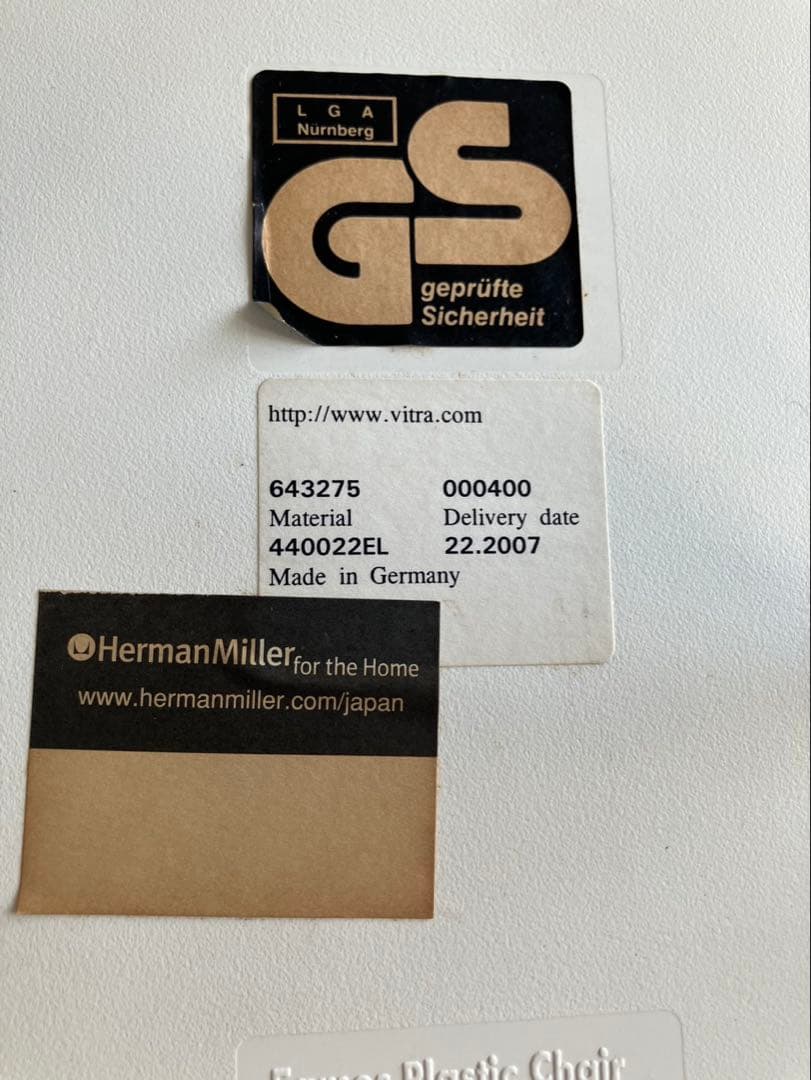 L G A
Nürnberg
GS
geprüfte
Sicherheit
http://www.vitra.com
643275 000400
Material Delivery date
440022EL 22.2007
Made in Germany
HermanMiller for the Home
www.hermanmiller.com/japan
Eames Plastic Chair